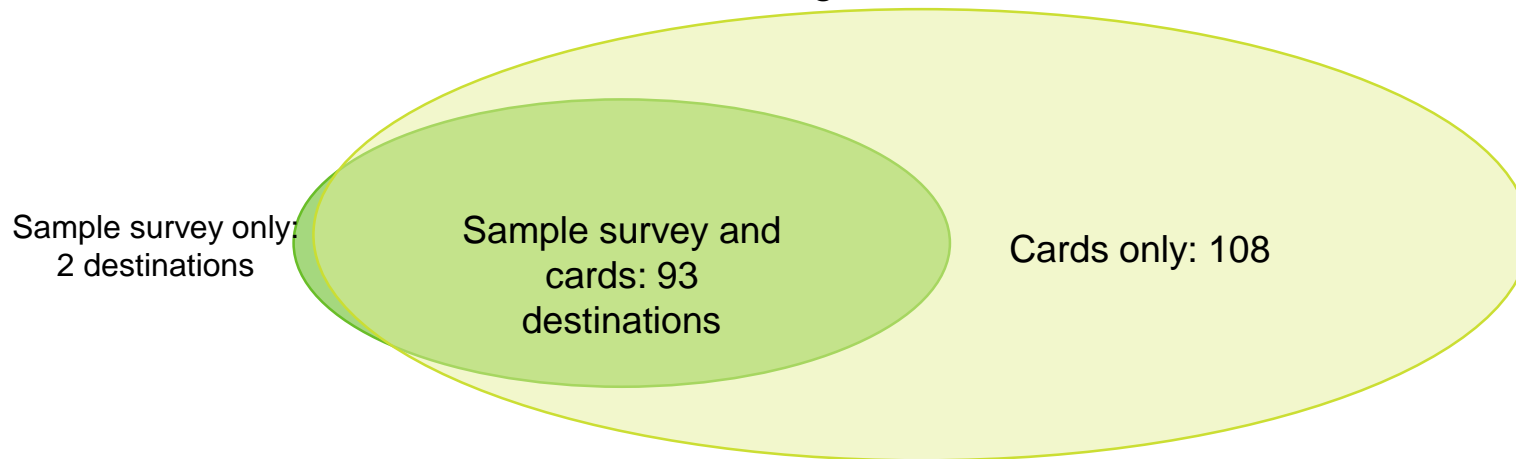 Sample survey only:
2 destinations
Sample survey and
cards: 93
destinations
Cards only: 108